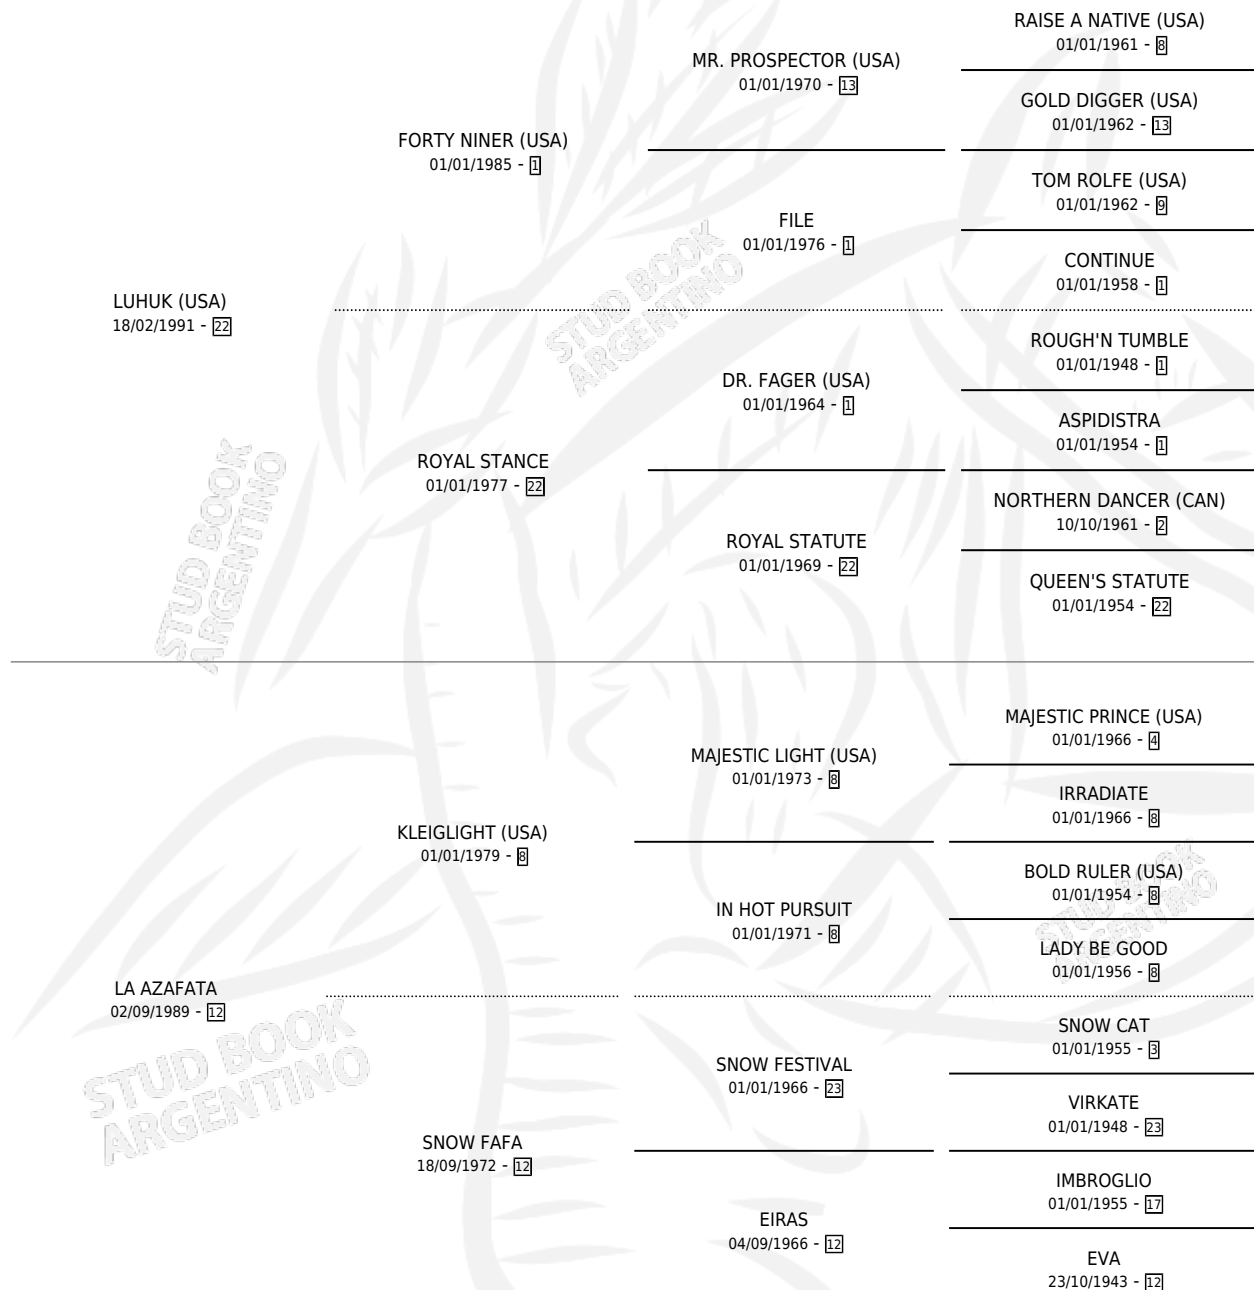 RAISE A NATIVE (USA)
01/01/1961 - 8
MR. PROSPECTOR (USA)
01/01/1970 - 13
GOLD DIGGER (USA)
01/01/1962 - 13
FORTY NINER (USA)
01/01/1985 - 1
TOM ROLFE (USA)
01/01/1962 - 9
FILE
01/01/1976 - 1
CONTINUE
01/01/1958 - 1
LUHUK (USA)
18/02/1991 - 22
STUD BOOK
ARGENTINO
ROUGH'N TUMBLE
01/01/1948 - 1
DR. FAGER (USA)
01/01/1964 - 1
ASPIDISTRA
01/01/1954 - 1
ROYAL STANCE
01/01/1977 - 22
NORTHERN DANCER (CAN)
10/10/1961 - 2
ROYAL STATUTE
01/01/1969 - 22
QUEEN'S STATUTE
01/01/1954 - 22
STUD BOOK
ARGENTINO
MAJESTIC PRINCE (USA)
01/01/1966 - 4
MAJESTIC LIGHT (USA)
01/01/1973 - 8
IRRADIATE
01/01/1966 - 8
KLEIGLIGHT (USA)
01/01/1979 - 8
BOLD RULER (USA)
01/01/1954 - 8
IN HOT PURSUIT
01/01/1971 - 8
STUD BOOK
ARGENTINO
LADY BE GOOD
01/01/1956 - 8
LA AZAFATA
02/09/1989 - 12
STUD BOOK
ARGENTINO
SNOW CAT
01/01/1955 - 3
SNOW FESTIVAL
01/01/1966 - 23
VIRKATE
01/01/1948 - 23
SNOW FAFA
18/09/1972 - 12
IMBROGLIO
01/01/1955 - 17
EIRAS
04/09/1966 - 12
EVA
23/10/1943 - 12